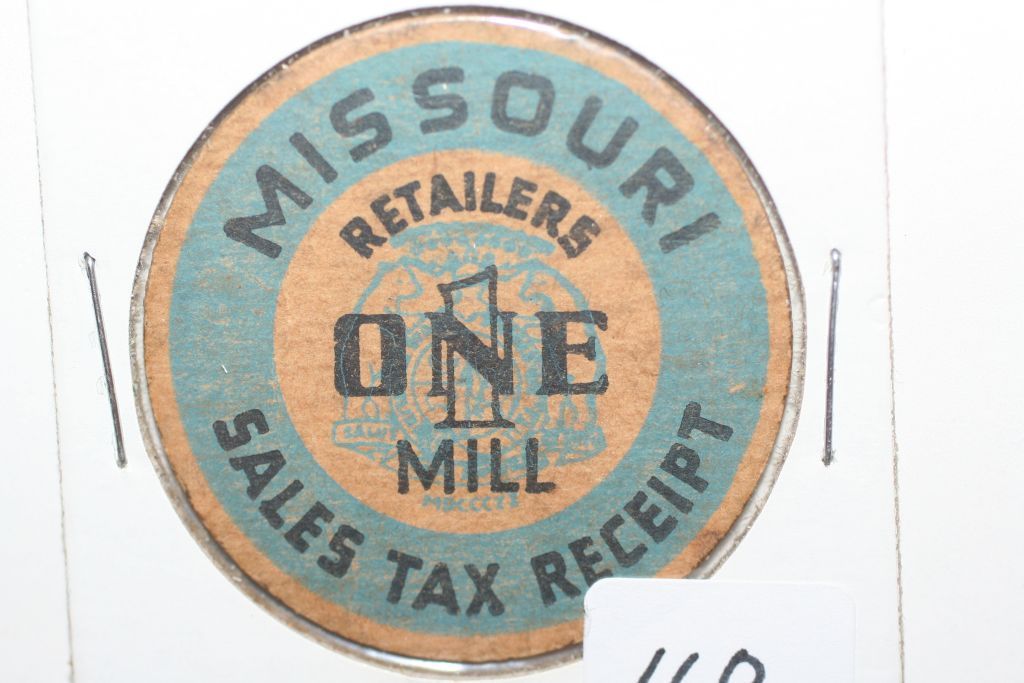 MISSOURI
RETAILERS
1
ONE
MILL
SALES TAX RECEIPT